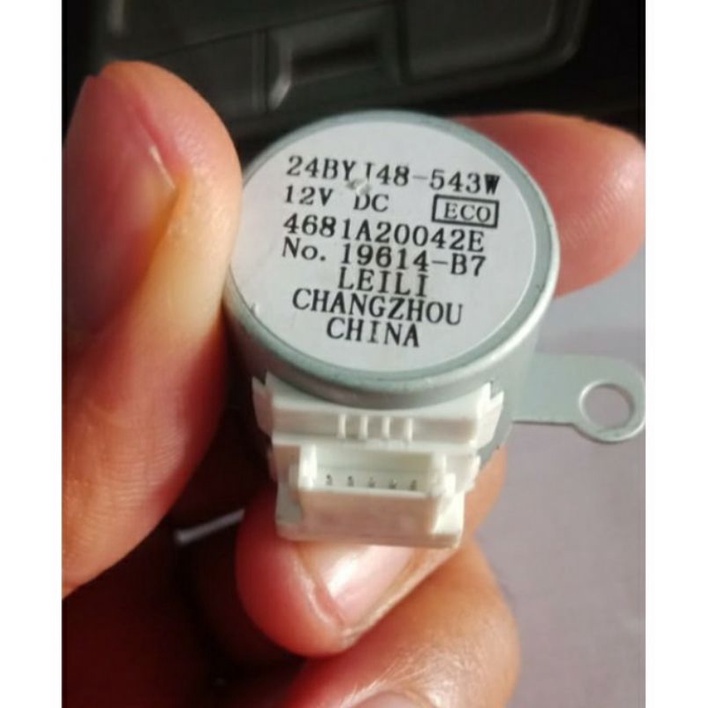 24BYJ48-543W
12V DC ECO
4681A20042E
No. 19614-B7
LEILI
CHANGZHOU
CHINA